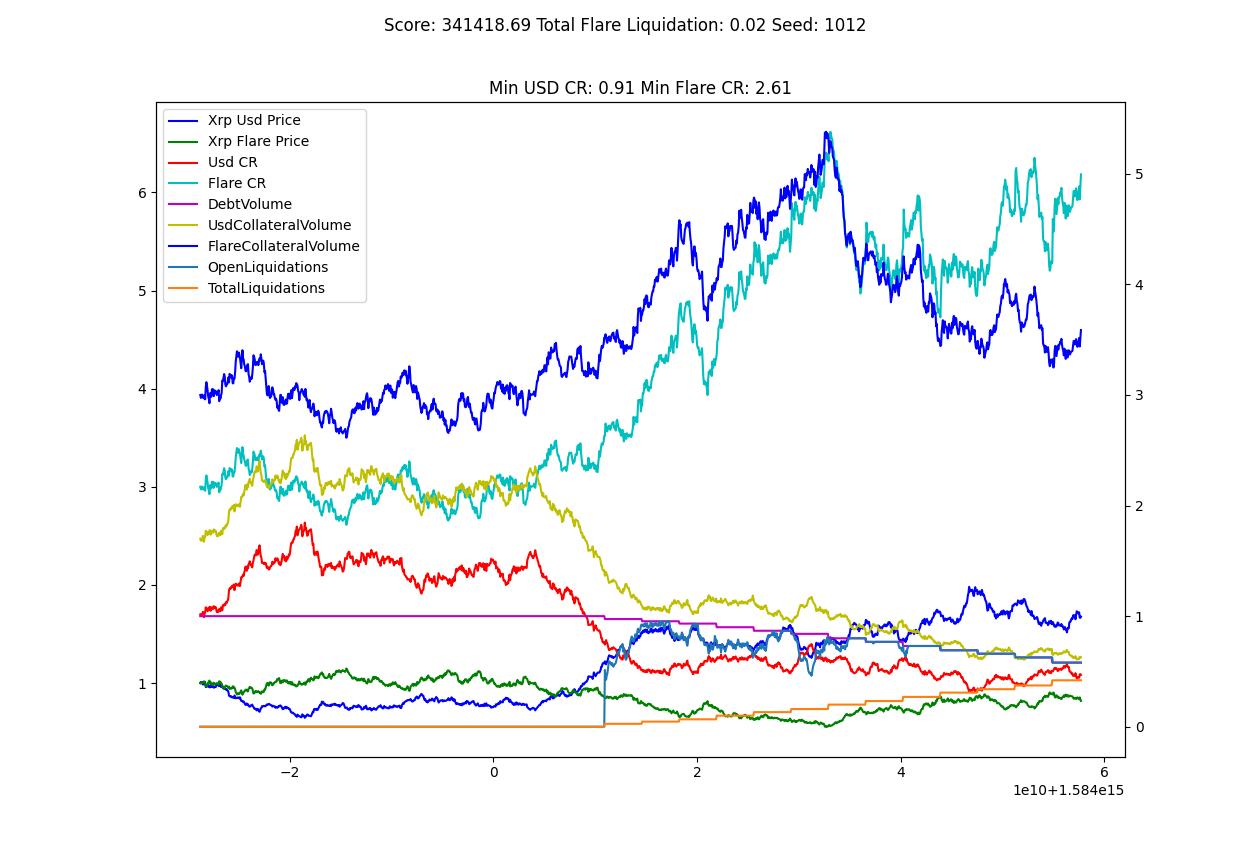 Score: 341418.69 Total Flare Liquidation: 0.02 Seed: 1012
Min USD CR: 0.91 Min Flare CR: 2.61
Xrp Usd Price
Xrp Flare Price
Usd CR
Flare CR
DebtVolume
UsdCollateralVolume
FlareCollateralVolume
OpenLiquidations
TotalLiquidations
6
5
4
3
2
1
5
4
3
2
1
0
−2
0
2
4
6
1e10+1.584e15